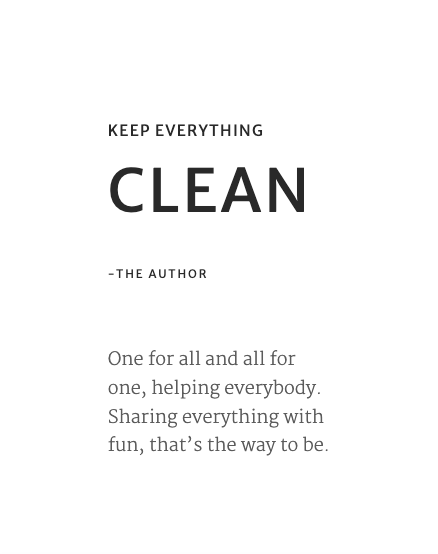 KEEP EVERYTHING
CLEAN
–THE AUTHOR
One for all and all for
one, helping everybody.
Sharing everything with
fun, that’s the way to be.